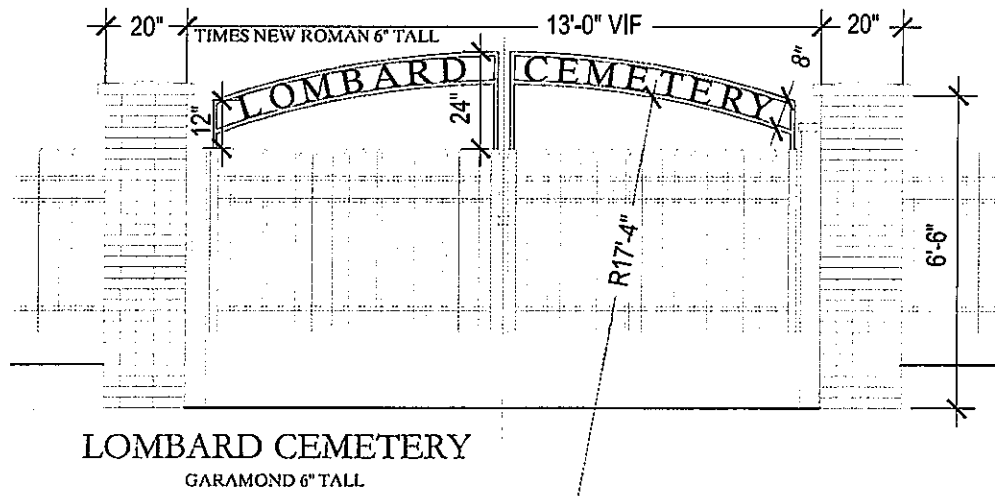 20" 13'-0" VIF 20"
TIMES NEW ROMAN 6" TALL
LOMBARD CEMETERY
8"
12" 24"
R17'-4"
6'-6"
LOMBARD CEMETERY
GARAMOND 6" TALL